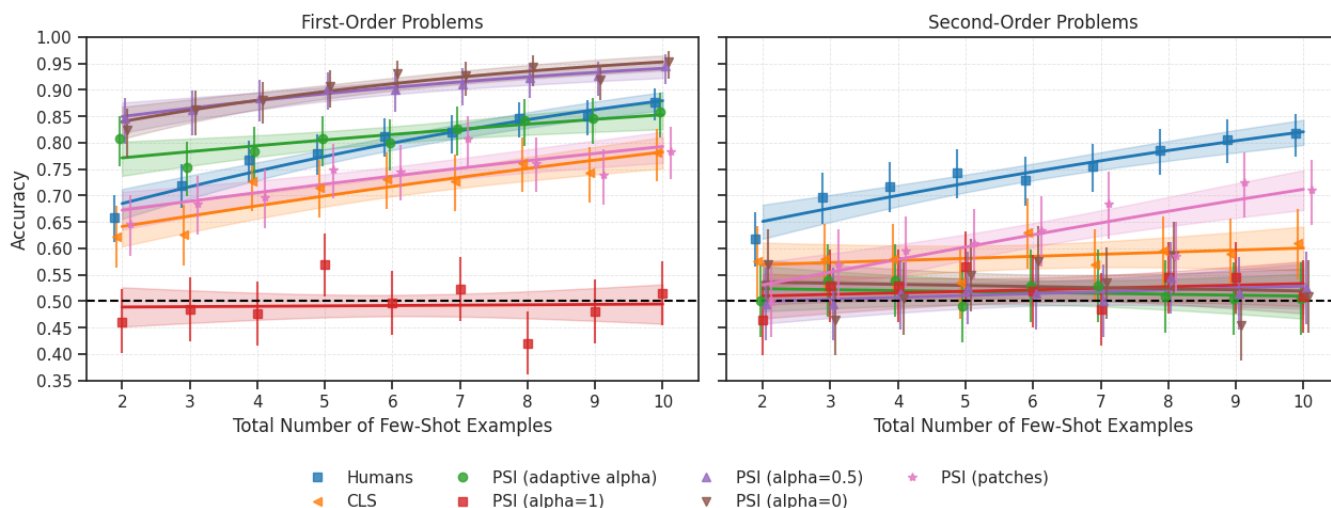 First-Order Problems
Second-Order Problems
Accuracy
1.00
0.95
0.90
0.85
0.80
0.75
0.70
0.65
0.60
0.55
0.50
0.45
0.40
0.35
2 3 4 5 6 7 8 9 10
2 3 4 5 6 7 8 9 10
Total Number of Few-Shot Examples
Total Number of Few-Shot Examples
Humans
CLS
PSI (adaptive alpha)
PSI (alpha=1)
PSI (alpha=0.5)
PSI (alpha=0)
PSI (patches)